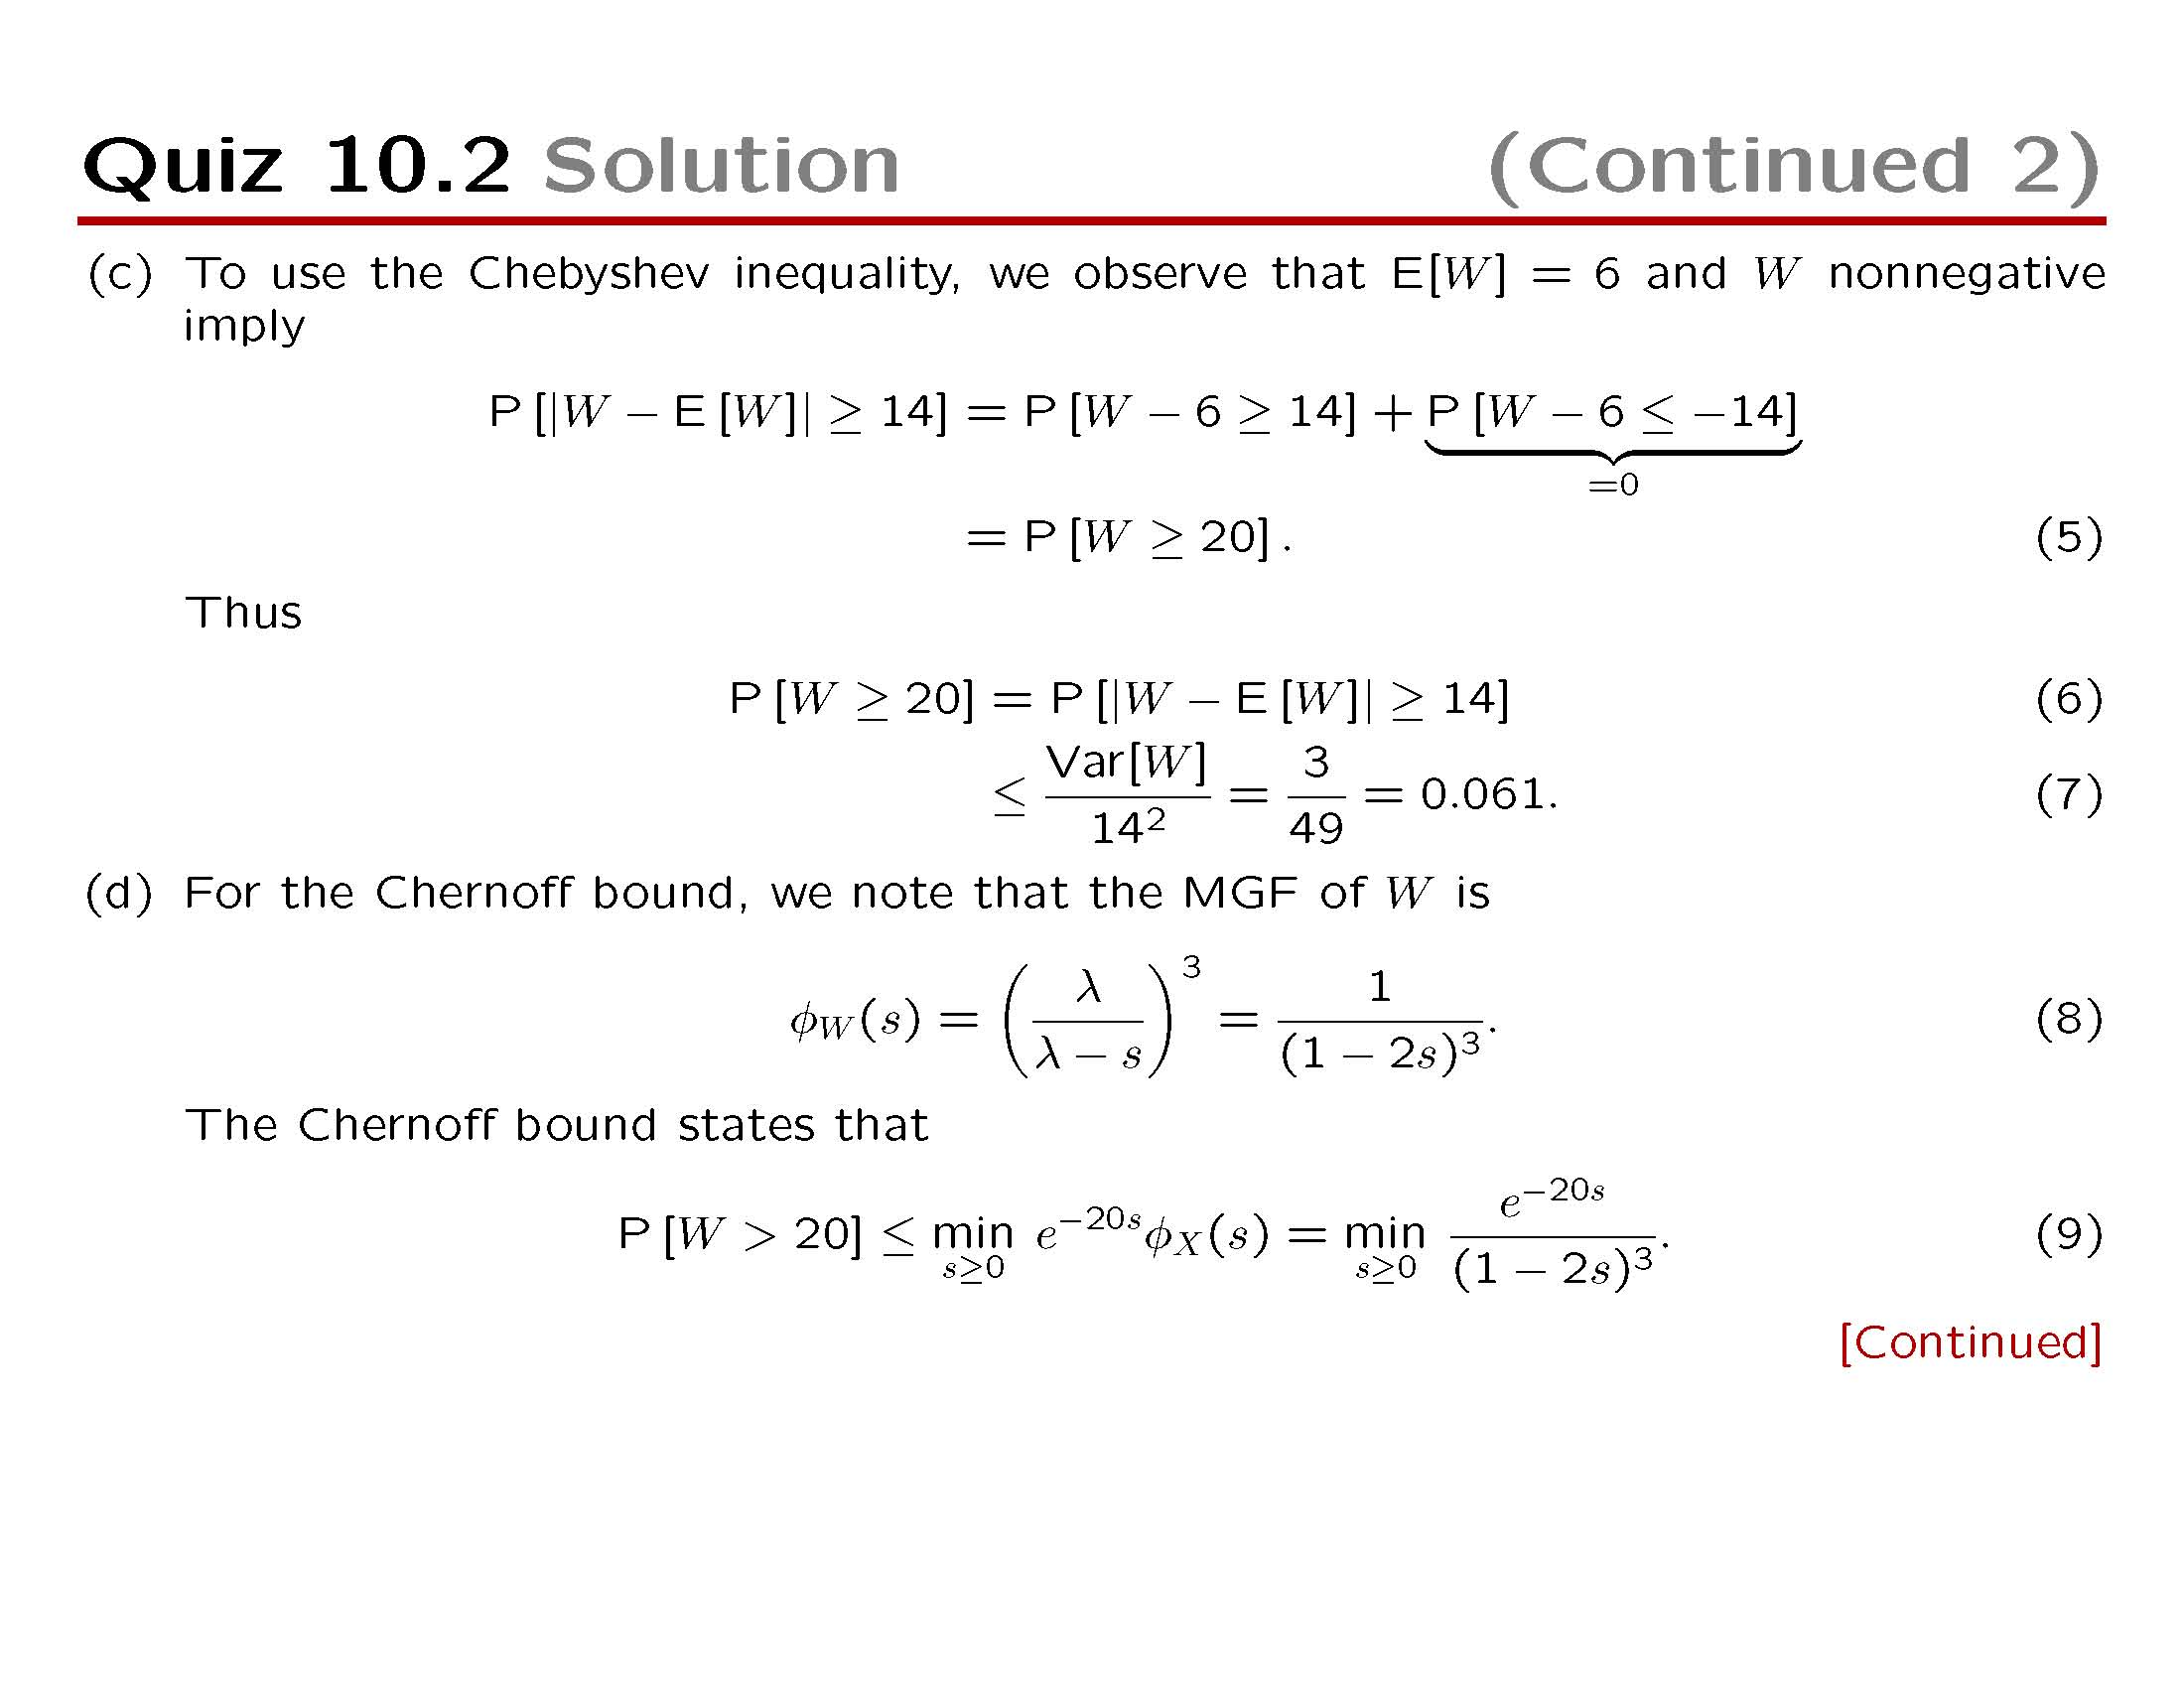 Quiz 10.2 Solution (Continued 2)
(c) To use the Chebyshev inequality, we observe that E[W] = 6 and W nonnegative
imply
P [|W − E [W]| ≥ 14] = P [W − 6 ≥ 14] + P [W − 6 ≤ −14]
=0
= P [W ≥ 20] . (5)
Thus
P [W ≥ 20] = P [|W − E [W]| ≥ 14] (6)
≤ Var[W] / 14² = 3 / 49 = 0.061. (7)
(d) For the Chernoff bound, we note that the MGF of W is
ϕ_W(s) = (λ / (λ − s))³ = 1 / (1 − 2s)³. (8)
The Chernoff bound states that
P [W > 20] ≤ min_{s≥0} e^{−20s} ϕ_X(s) = min_{s≥0} e^{−20s} / (1 − 2s)³. (9)
[Continued]